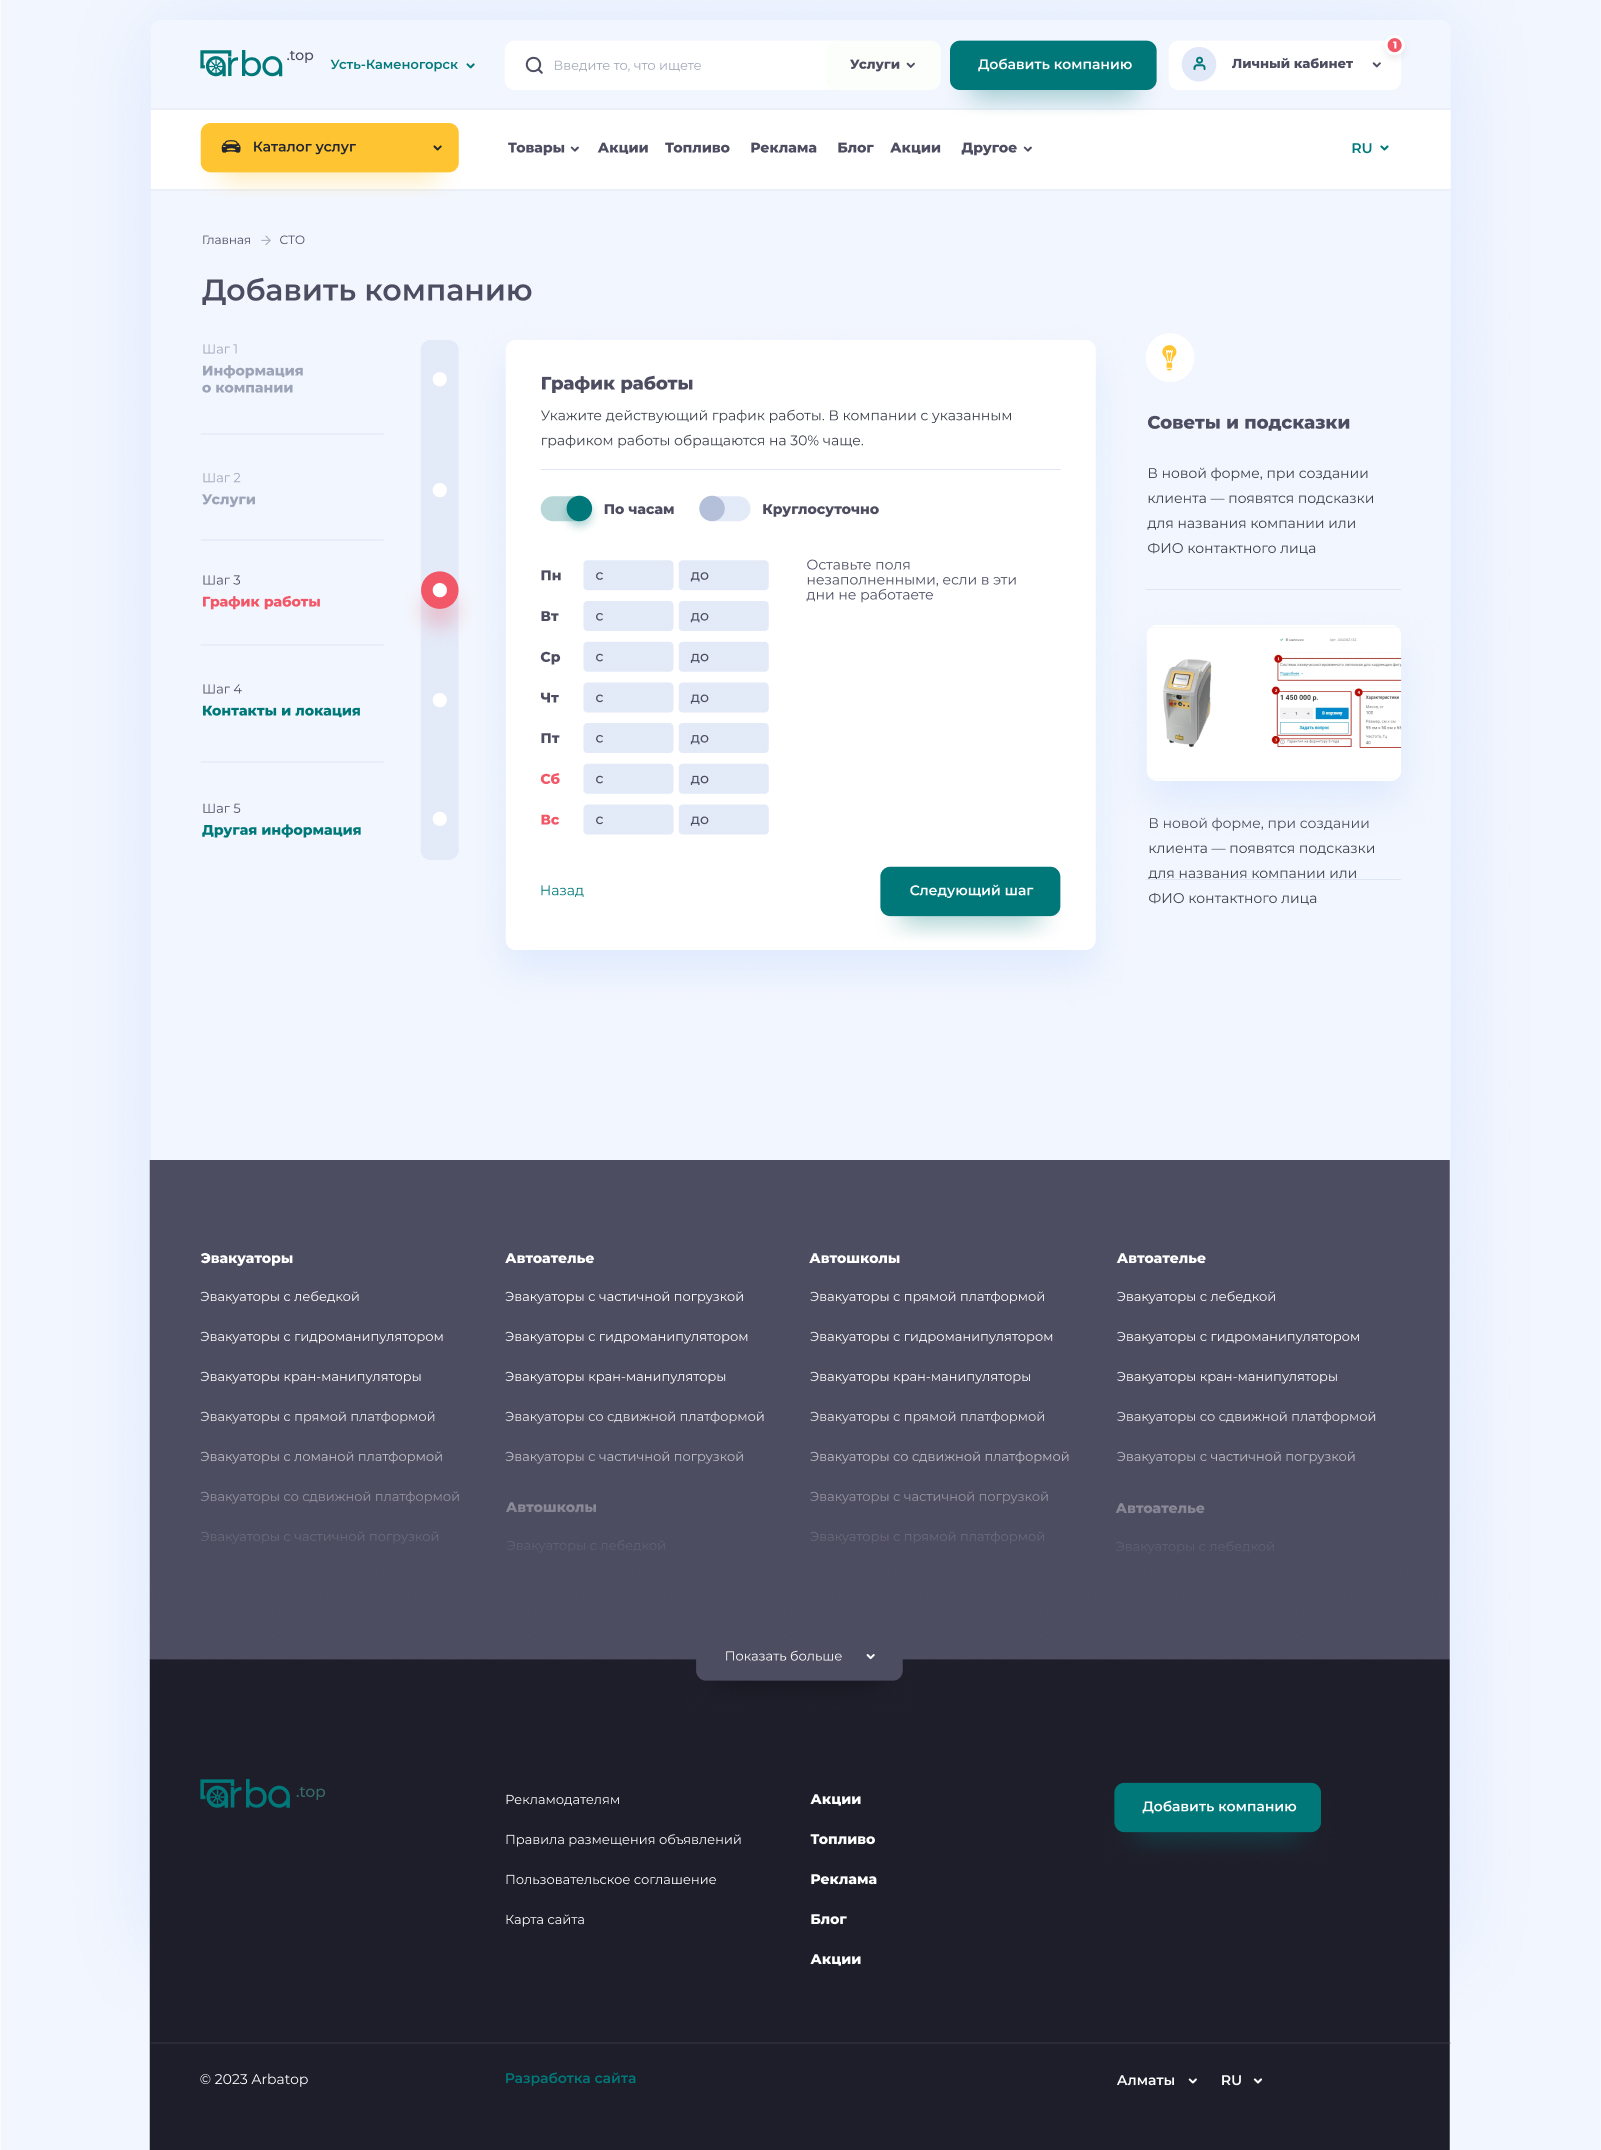 arba .top
Усть-Каменогорск
Введите то, что ищете
Услуги
Добавить компанию
Личный кабинет
1
Каталог услуг
Товары
Акции
Топливо
Реклама
Блог
Акции
Другое
RU
Главная
СТО
Добавить компанию
Шаг 1
Информация
о компании
Шаг 2
Услуги
Шаг 3
График работы
Шаг 4
Контакты и локация
Шаг 5
Другая информация
График работы
Укажите действующий график работы. В компании с указанным
графиком работы обращаются на 30% чаще.
По часам
Круглосуточно
Пн с до
Вт с до
Ср с до
Чт с до
Пт с до
Сб с до
Вс с до
Оставьте поля
незаполненными, если в эти
дни не работаете
Назад
Следующий шаг
Советы и подсказки
В новой форме, при создании
клиента — появятся подсказки
для названия компании или
ФИО контактного лица
1 450 000 р.
В корзину
Задать вопрос
Характеристики
В новой форме, при создании
клиента — появятся подсказки
для названия компании или
ФИО контактного лица
Эвакуаторы
Эвакуаторы с лебедкой
Эвакуаторы с гидроманипулятором
Эвакуаторы кран-манипуляторы
Эвакуаторы с прямой платформой
Эвакуаторы с ломаной платформой
Эвакуаторы со сдвижной платформой
Эвакуаторы с частичной погрузкой
Автоателье
Эвакуаторы с частичной погрузкой
Эвакуаторы с гидроманипулятором
Эвакуаторы кран-манипуляторы
Эвакуаторы со сдвижной платформой
Эвакуаторы с частичной погрузкой
Автошколы
Эвакуаторы с лебедкой
Автошколы
Эвакуаторы с прямой платформой
Эвакуаторы с гидроманипулятором
Эвакуаторы кран-манипуляторы
Эвакуаторы с прямой платформой
Эвакуаторы со сдвижной платформой
Эвакуаторы с частичной погрузкой
Эвакуаторы с прямой платформой
Автоателье
Эвакуаторы с лебедкой
Эвакуаторы с гидроманипулятором
Эвакуаторы кран-манипуляторы
Эвакуаторы со сдвижной платформой
Эвакуаторы с частичной погрузкой
Автоателье
Эвакуаторы с лебедкой
Показать больше
arba .top
Рекламодателям
Правила размещения объявлений
Пользовательское соглашение
Карта сайта
Акции
Топливо
Реклама
Блог
Акции
Добавить компанию
© 2023 Arbatop
Разработка сайта
Алматы
RU